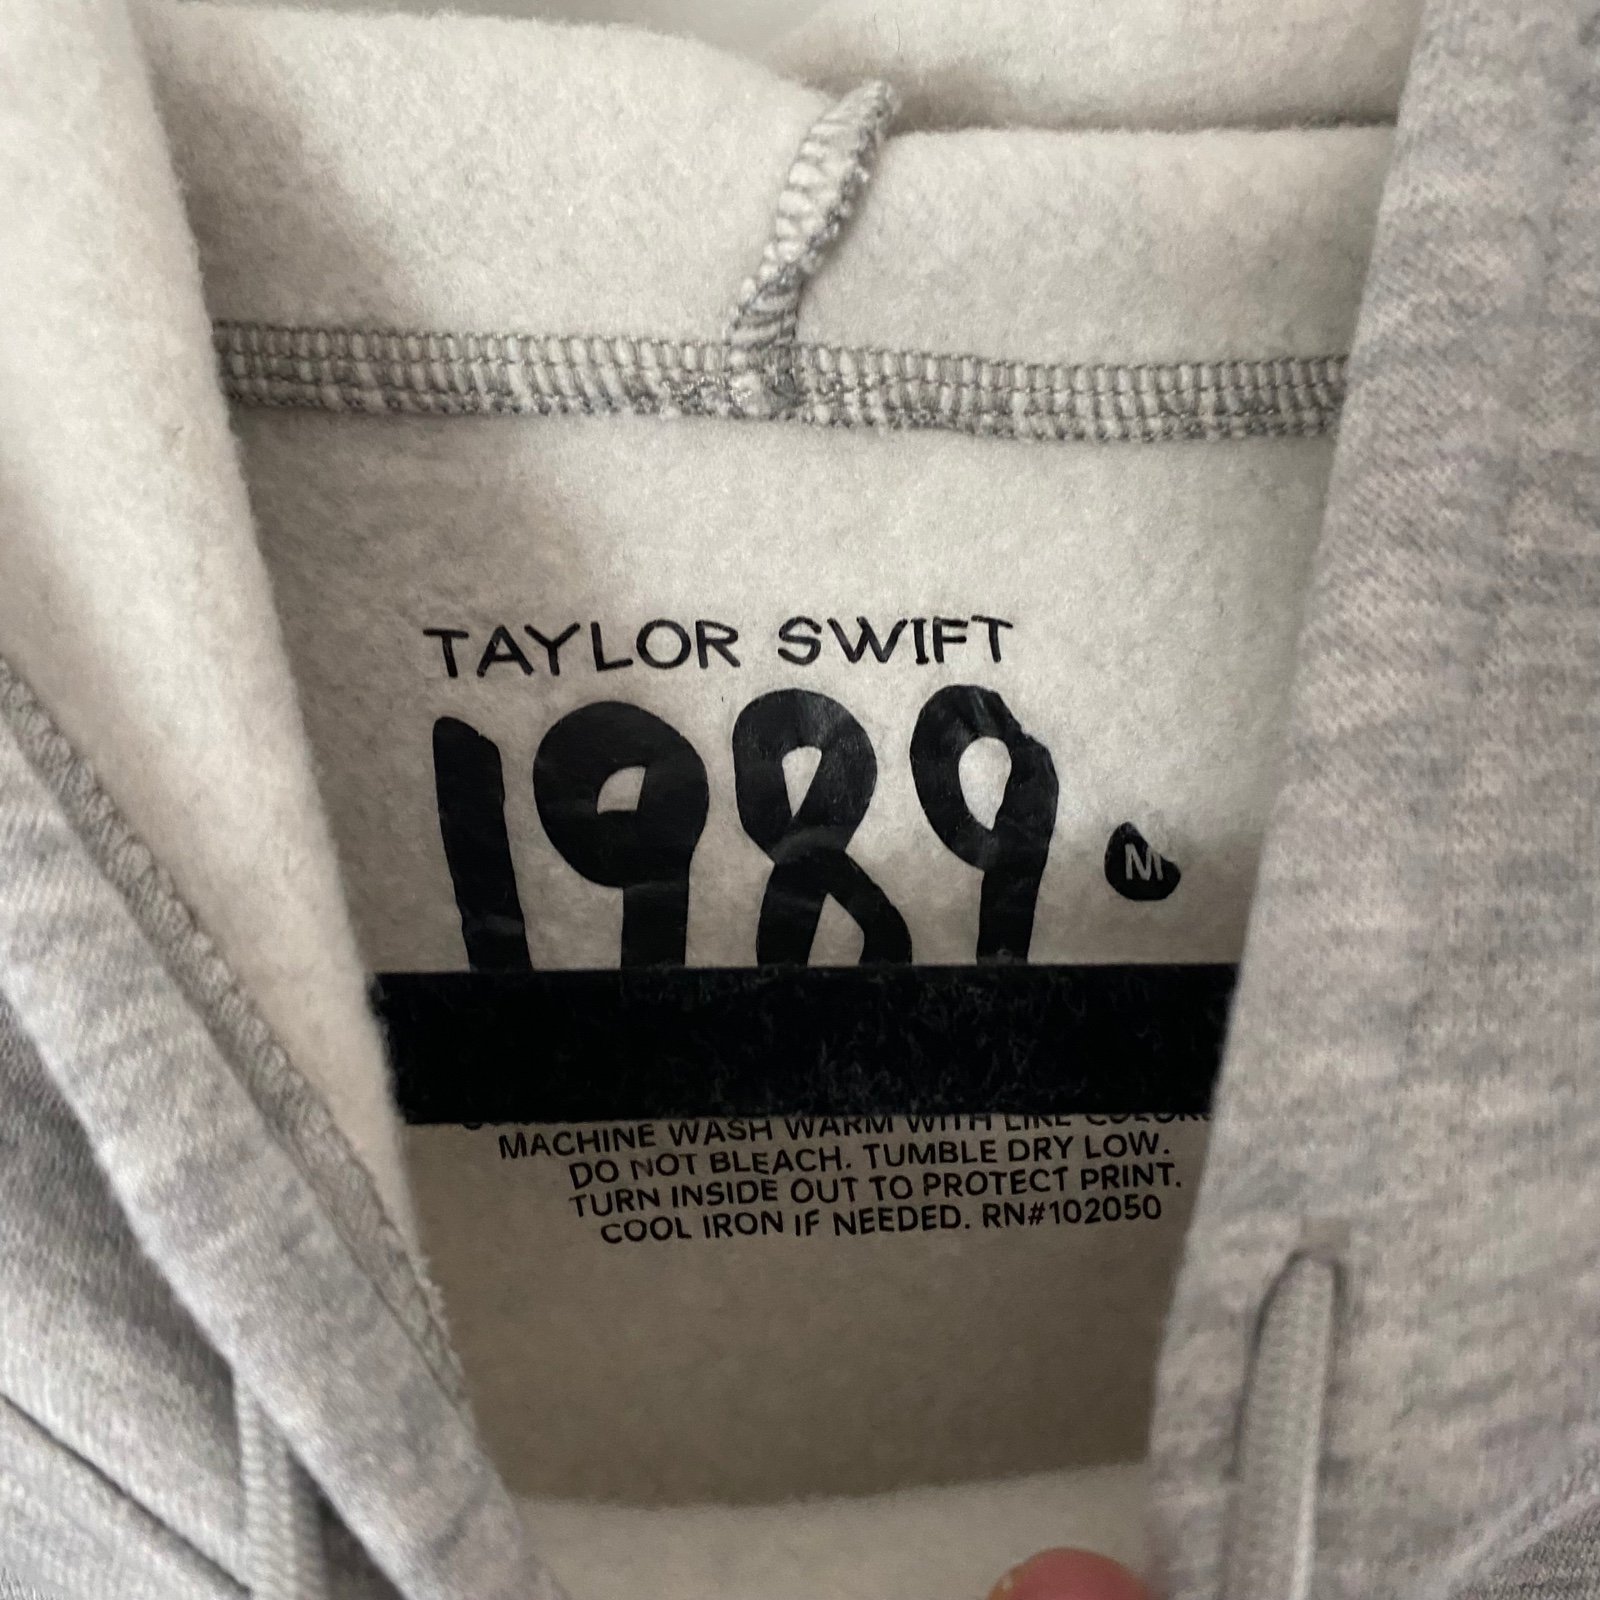 TAYLOR SWIFT
1989
M
MACHINE WASH WARM WITH LIKE
DO NOT BLEACH. TUMBLE DRY LOW.
TURN INSIDE OUT TO PROTECT PRINT.
COOL IRON IF NEEDED. RN#102050